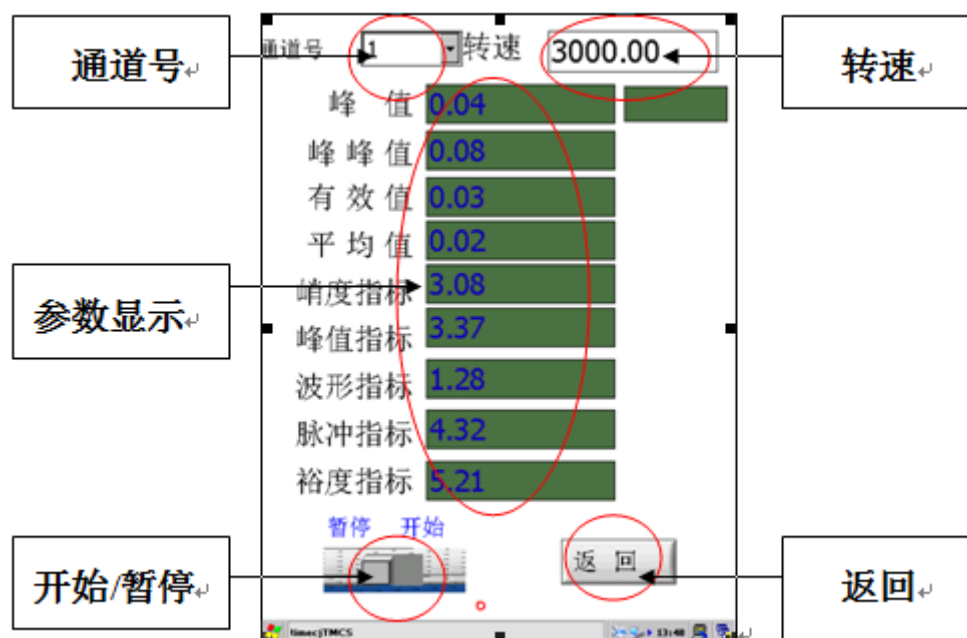 通道号 1 转速 3000.00
通道号
转速
峰 值 0.04
峰 峰 值 0.08
有 效 值 0.03
平 均 值 0.02
峭度指标 3.08
参数显示
峰值指标 3.37
波形指标 1.28
脉冲指标 4.32
裕度指标 5.21
暂停 开始
开始/暂停
返 回
返回
timecjTMCS 13:48